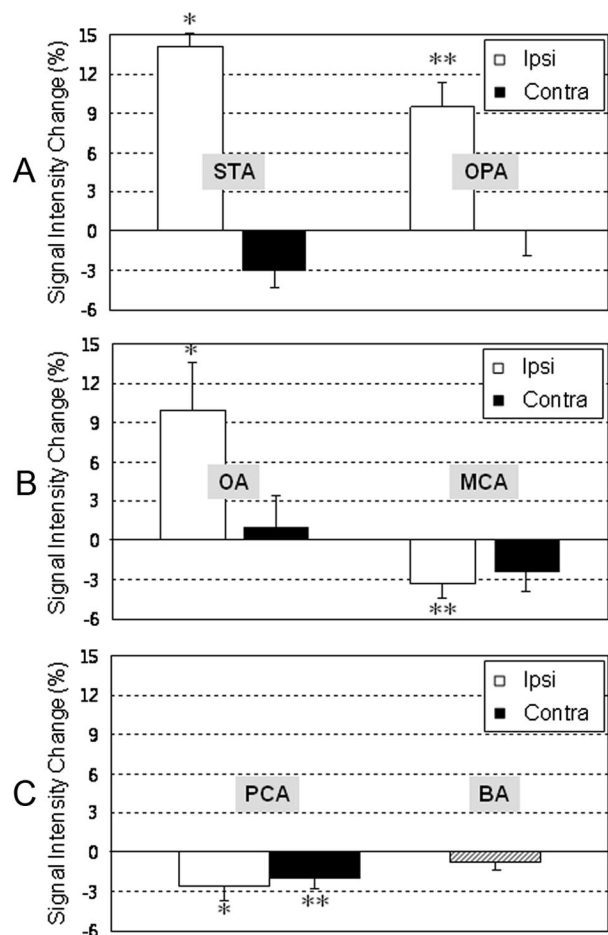 A
Signal Intensity Change (%)
15
12
9
6
3
0
-3
-6
*
**
Ipsi
Contra
STA
OPA
B
Signal Intensity Change (%)
15
12
9
6
3
0
-3
-6
*
Ipsi
Contra
OA
MCA
**
C
Signal Intensity Change (%)
15
12
9
6
3
0
-3
-6
Ipsi
Contra
PCA
BA
*
**